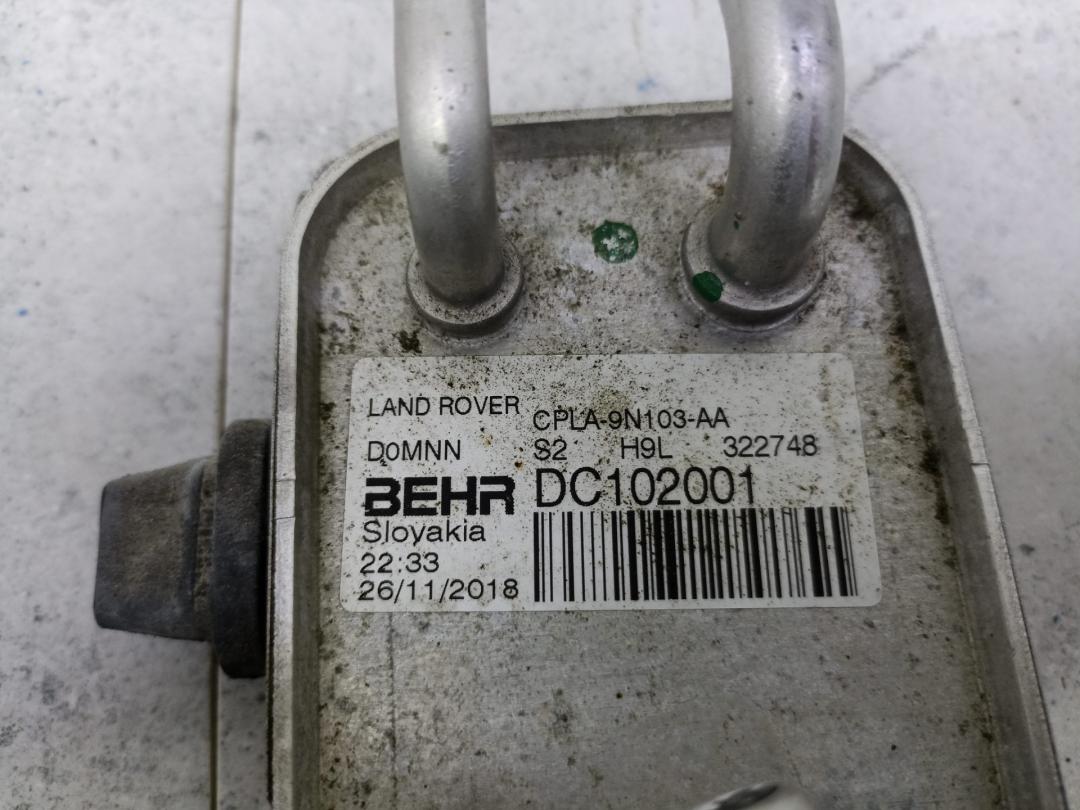 LAND ROVER CPLA-9N103-AA
D0MNN S2 H9L 322748
BEHR DC102001
Slovakia
22:33
26/11/2018